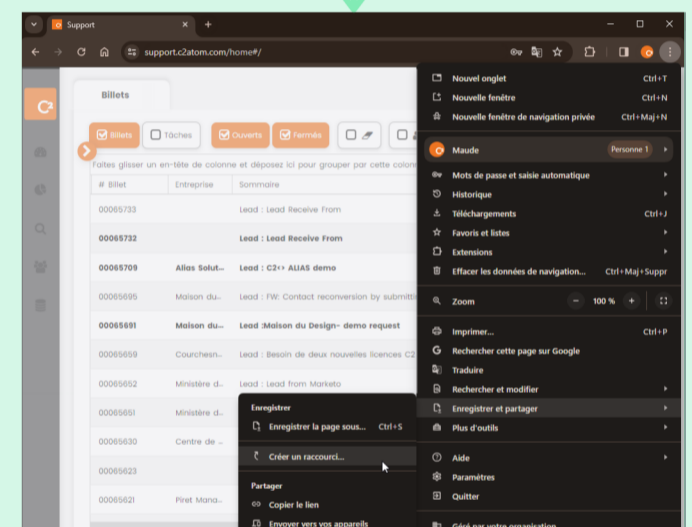 Support
support.c2atom.com/home#/
Billets
Billets Tâches Ouverts Fermés
Faites glisser un en-tête de colonne et déposez ici pour grouper par cette colon
# Billet Entreprise Sommaire
00065733 Lead : Lead Receive From
00065732 Lead : Lead Receive From
00065709 Alias Solut... Lead : C2<> ALIAS demo
00065695 Maison du... Lead : FW: Contact reconversion by submitti
00065691 Maison du... Lead :Maison du Design- demo request
00065659 Courchesn... Lead : Besoin de deux nouvelles licences C2
00065652 Ministère d... Lead : Lead from Marketo
00065651 Ministère d...
00065630 Centre de ...
00065623
00065621 Piret Mana...
Nouvel onglet Ctrl+T
Nouvelle fenêtre Ctrl+N
Nouvelle fenêtre de navigation privée Ctrl+Maj+N
Maude Personne 1
Mots de passe et saisie automatique
Historique
Téléchargements Ctrl+J
Favoris et listes
Extensions
Effacer les données de navigation... Ctrl+Maj+Suppr
Zoom - 100 % +
Imprimer... Ctrl+P
Rechercher cette page sur Google
Traduire
Rechercher et modifier
Enregistrer et partager
Plus d'outils
Aide
Paramètres
Quitter
Géré par votre organisation
Enregistrer
Enregistrer la page sous... Ctrl+S
Créer un raccourci...
Partager
Copier le lien
Envoyer vers vos appareils